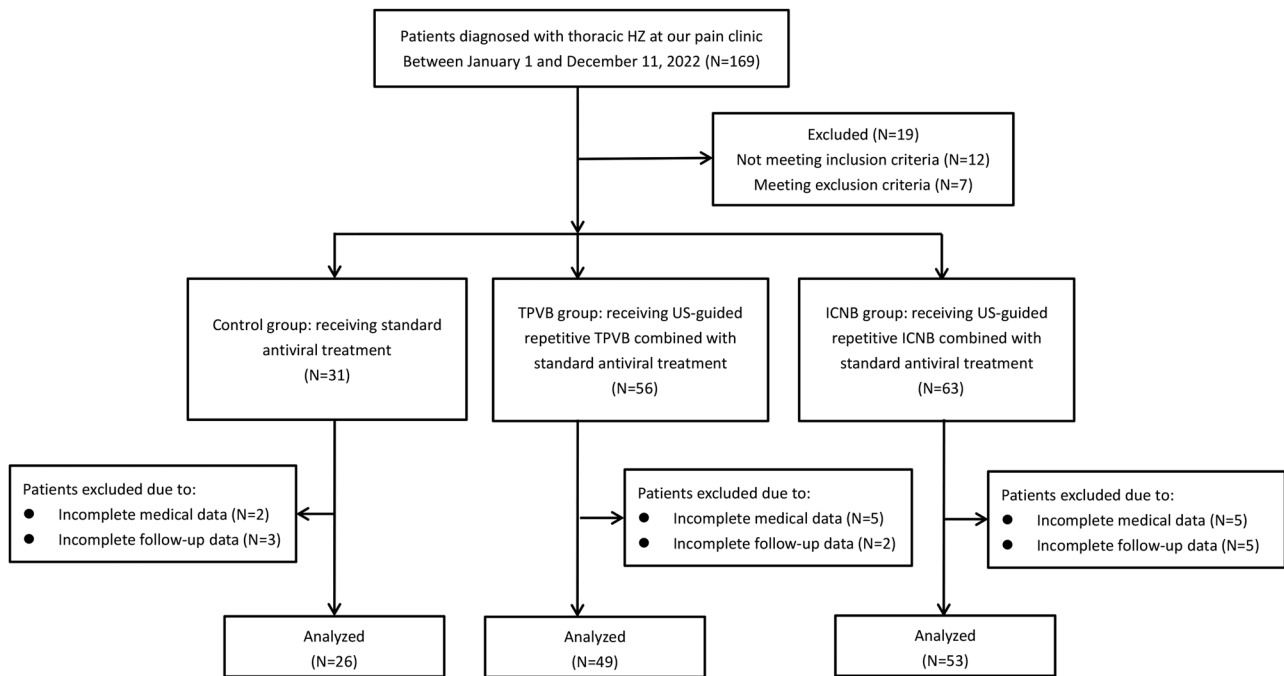 Patients diagnosed with thoracic HZ at our pain clinic
Between January 1 and December 11, 2022 (N=169)
Excluded (N=19)
Not meeting inclusion criteria (N=12)
Meeting exclusion criteria (N=7)
Control group: receiving standard
antiviral treatment
(N=31)
TPVB group: receiving US-guided
repetitive TPVB combined with
standard antiviral treatment
(N=56)
ICNB group: receiving US-guided
repetitive ICNB combined with
standard antiviral treatment
(N=63)
Patients excluded due to:
● Incomplete medical data (N=2)
● Incomplete follow-up data (N=3)
Patients excluded due to:
● Incomplete medical data (N=5)
● Incomplete follow-up data (N=2)
Patients excluded due to:
● Incomplete medical data (N=5)
● Incomplete follow-up data (N=5)
Analyzed
(N=26)
Analyzed
(N=49)
Analyzed
(N=53)